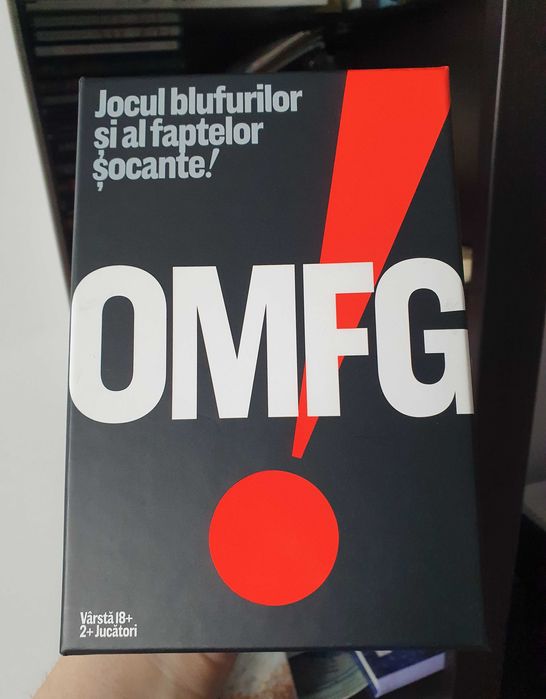 Jocul blufurilor
și al faptelor
șocante!
OMFG
Vârstă 18+
2+ Jucători